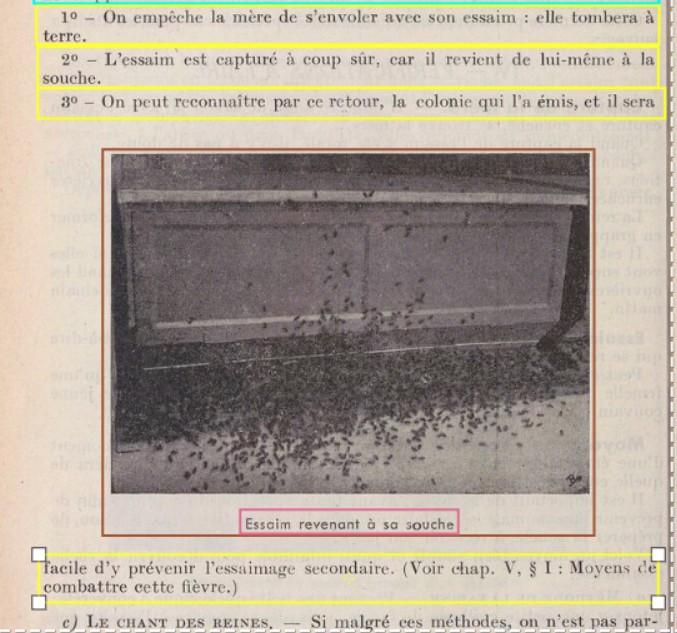 1º – On empêche la mère de s'envoler avec son essaim : elle tombera à
terre.
2º – L'essaim est capturé à coup sûr, car il revient de lui-même à la
souche.
3º – On peut reconnaître par ce retour, la colonie qui l'a émis, et il sera
Essaim revenant à sa souche
facile d'y prévenir l'essaimage secondaire. (Voir chap. V, § I : Moyens de
combattre cette fièvre.)
c) LE CHANT DES REINES. — Si malgré ces méthodes, on n'est pas par-